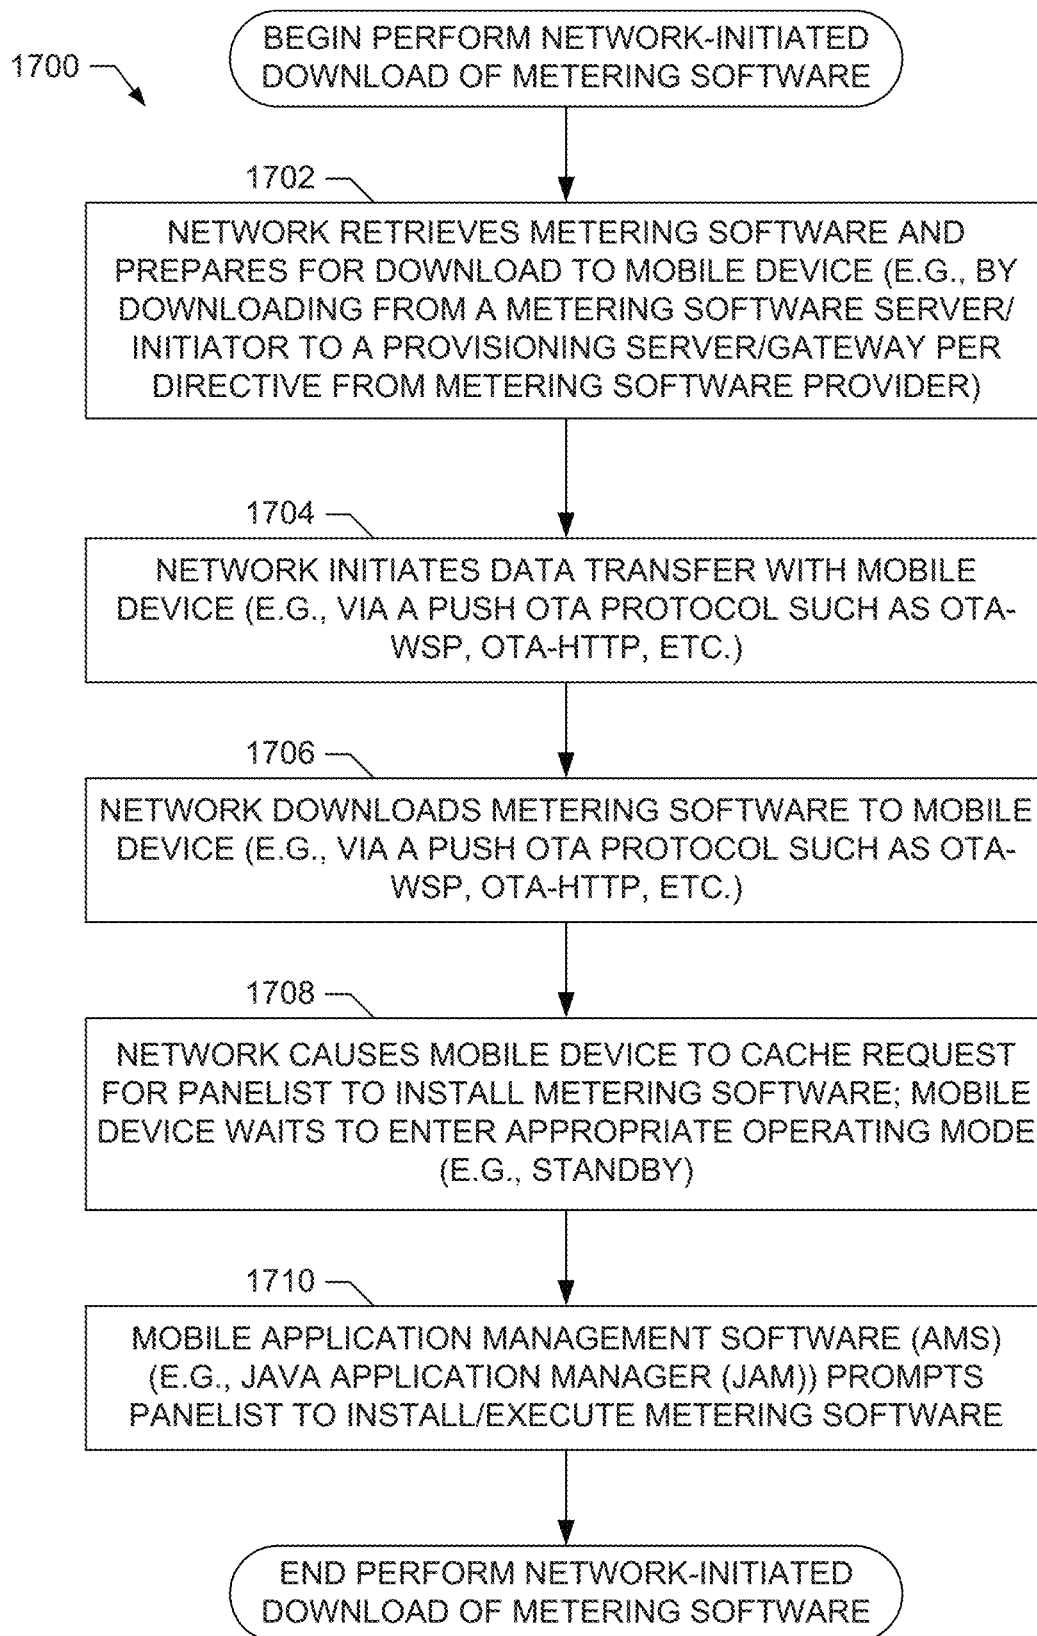 BEGIN PERFORM NETWORK-INITIATED
DOWNLOAD OF METERING SOFTWARE
1700
1702
NETWORK RETRIEVES METERING SOFTWARE AND
PREPARES FOR DOWNLOAD TO MOBILE DEVICE (E.G., BY
DOWNLOADING FROM A METERING SOFTWARE SERVER/
INITIATOR TO A PROVISIONING SERVER/GATEWAY PER
DIRECTIVE FROM METERING SOFTWARE PROVIDER)
1704
NETWORK INITIATES DATA TRANSFER WITH MOBILE
DEVICE (E.G., VIA A PUSH OTA PROTOCOL SUCH AS OTA-
WSP, OTA-HTTP, ETC.)
1706
NETWORK DOWNLOADS METERING SOFTWARE TO MOBILE
DEVICE (E.G., VIA A PUSH OTA PROTOCOL SUCH AS OTA-
WSP, OTA-HTTP, ETC.)
1708
NETWORK CAUSES MOBILE DEVICE TO CACHE REQUEST
FOR PANELIST TO INSTALL METERING SOFTWARE; MOBILE
DEVICE WAITS TO ENTER APPROPRIATE OPERATING MODE
(E.G., STANDBY)
1710
MOBILE APPLICATION MANAGEMENT SOFTWARE (AMS)
(E.G., JAVA APPLICATION MANAGER (JAM)) PROMPTS
PANELIST TO INSTALL/EXECUTE METERING SOFTWARE
END PERFORM NETWORK-INITIATED
DOWNLOAD OF METERING SOFTWARE